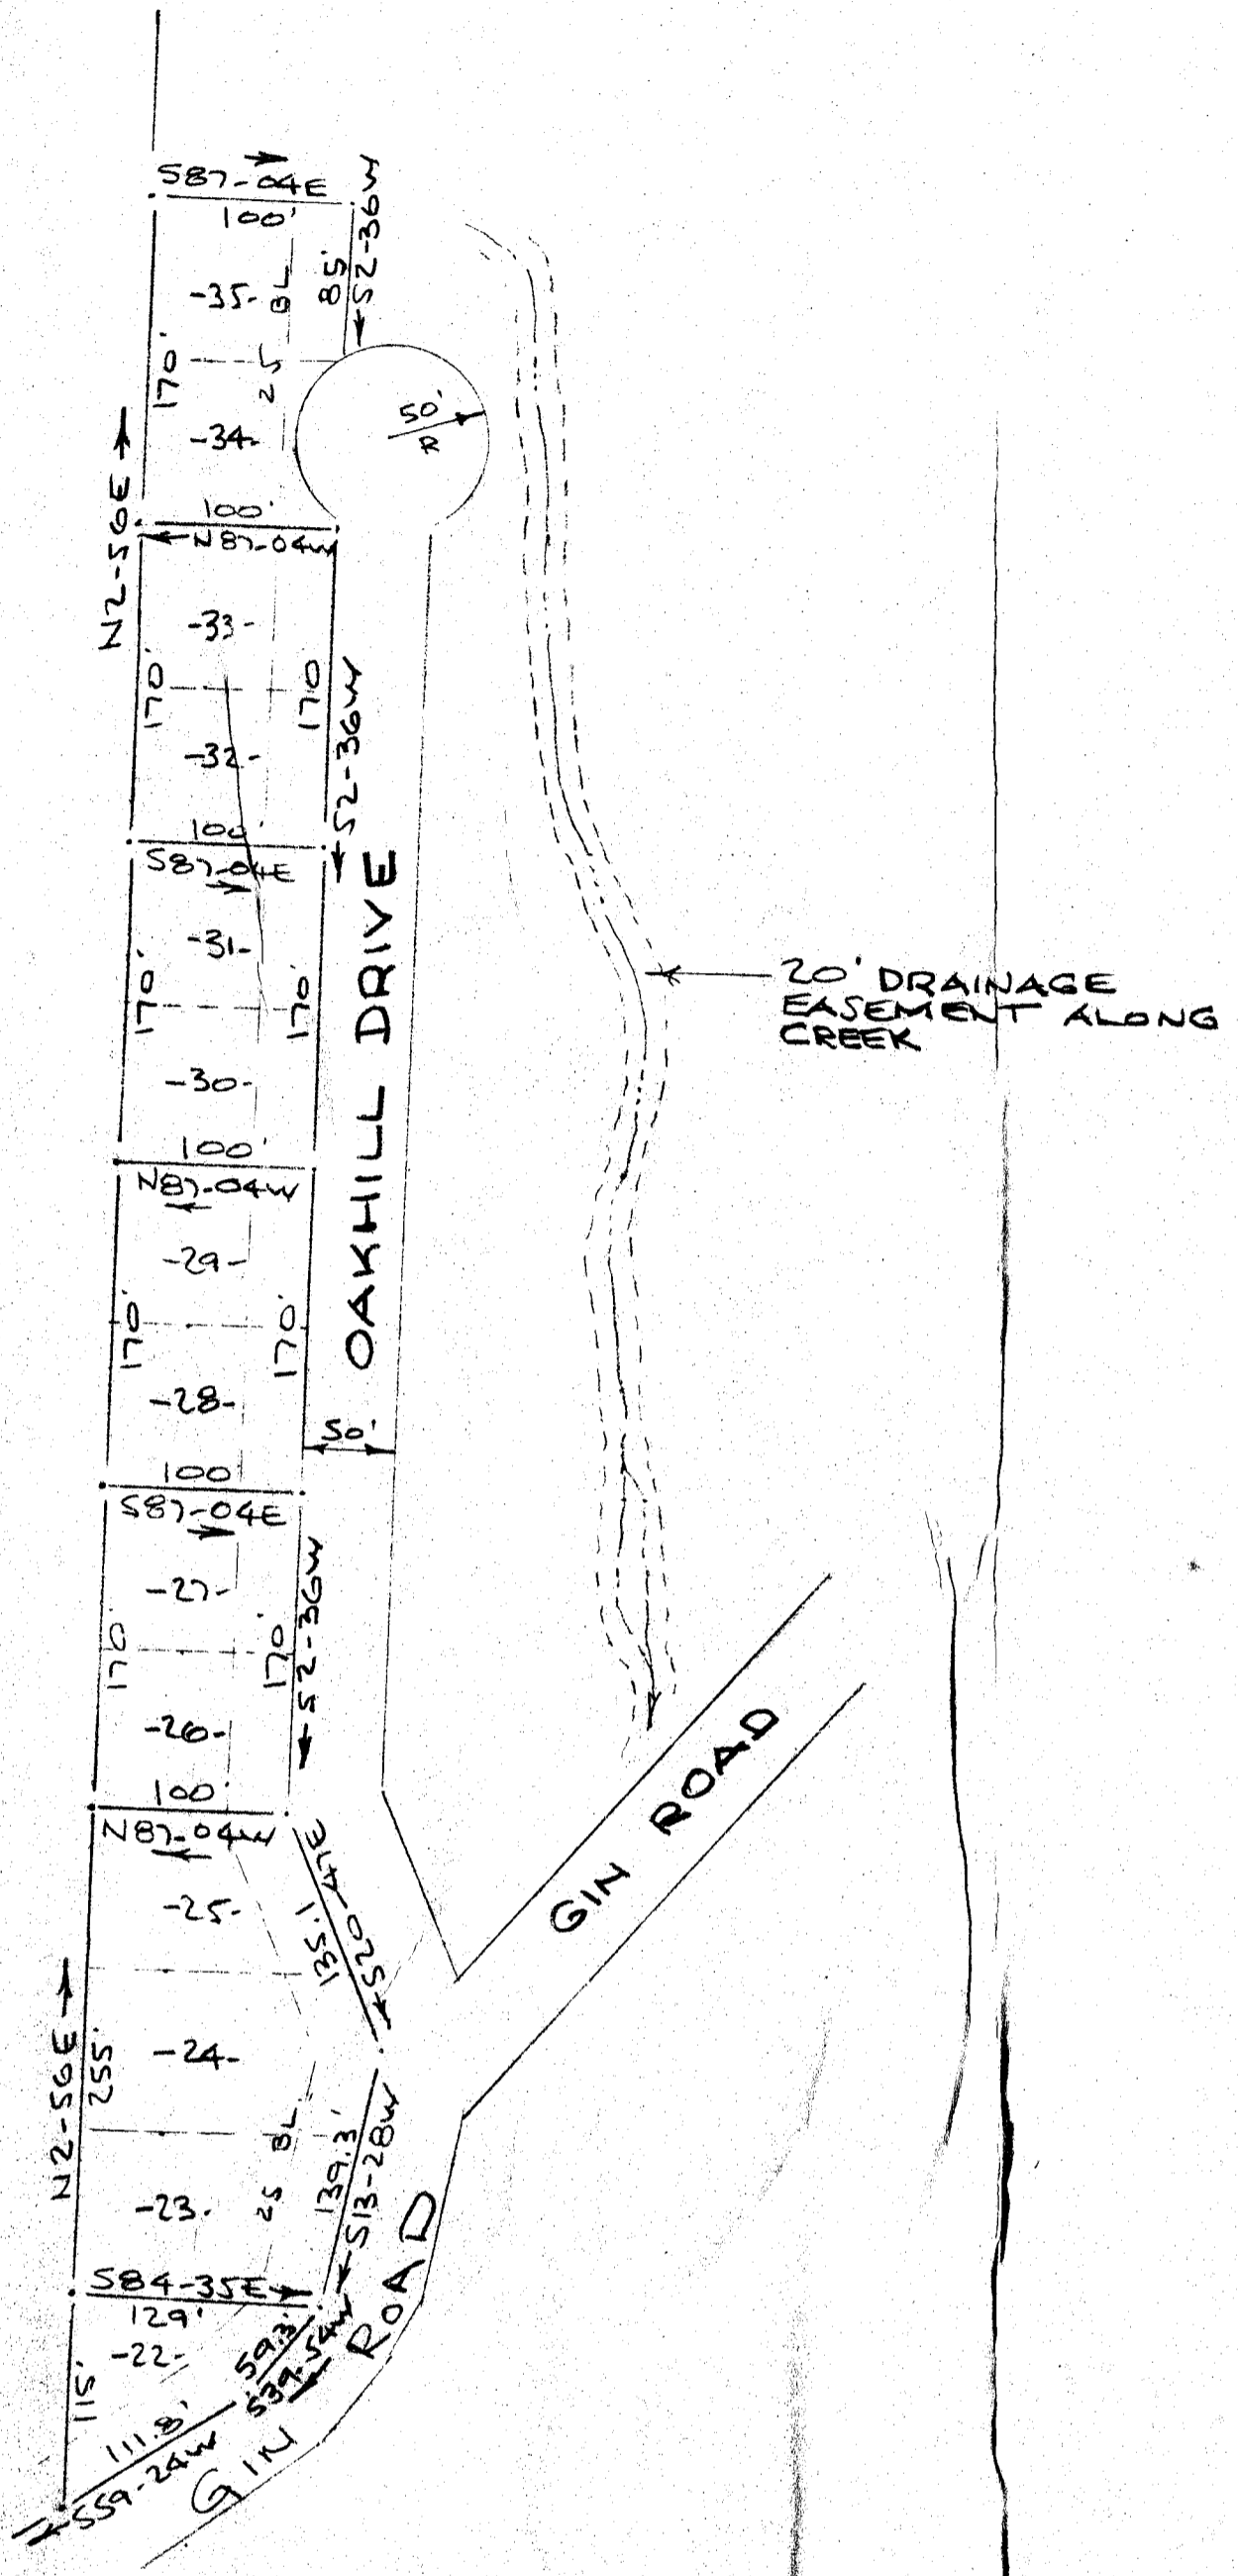 S87-04E
100'
S2-36W
85'
-35-
BL
25
170'
50'
R
-34-
N2-56E
100'
N87-04W
-33-
170'
170
S2-36W
-32-
100'
S87-04E
OAKHILL DRIVE
-31-
170'
170'
20' DRAINAGE
EASEMENT ALONG
CREEK
-30-
100'
N87-04W
-29-
170'
170'
-28-
50'
100'
S87-04E
-27-
170'
170'
S2-36W
-26-
100'
N87-04W
GIN ROAD
-25-
135.1
S20-47E
N2-56E
255'
-24-
25 BL
139.3'
S13-28W
-23-
S84-35E
129'
-22-
59.3'
S39-54W
115'
111.8'
S59-24W
GIN ROAD